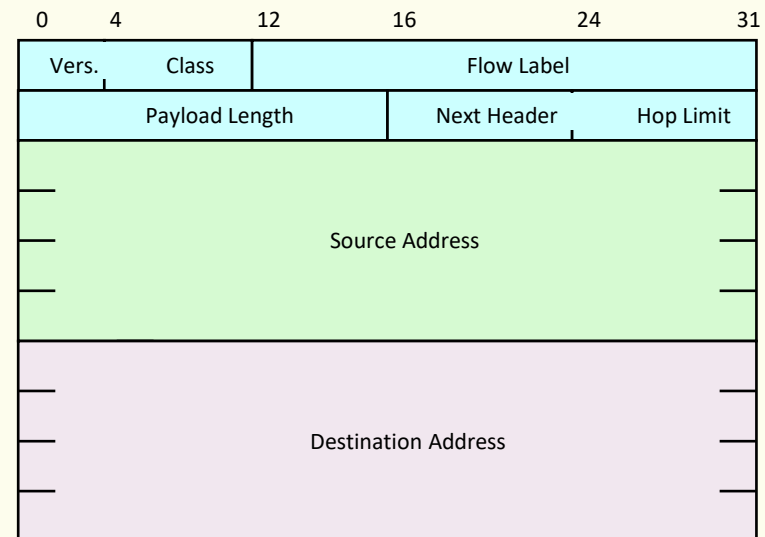 0 4 12 16 24 31
Vers. Class Flow Label
Payload Length Next Header Hop Limit
Source Address
Destination Address